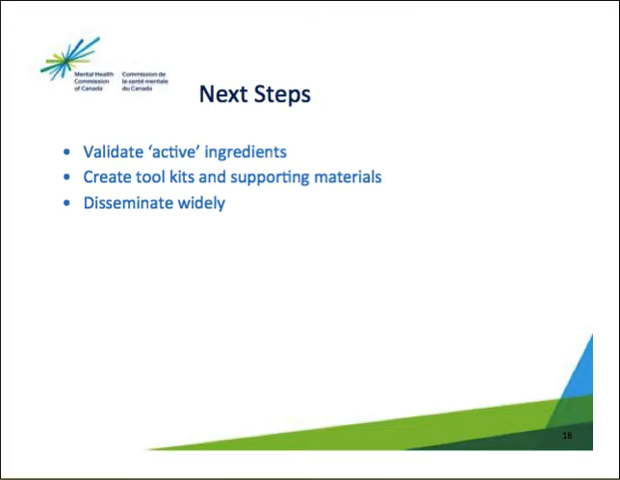 Mental Health
Commission
of Canada
Commission de
la santé mentale
du Canada
Next Steps
• Validate ‘active’ ingredients
• Create tool kits and supporting materials
• Disseminate widely
18